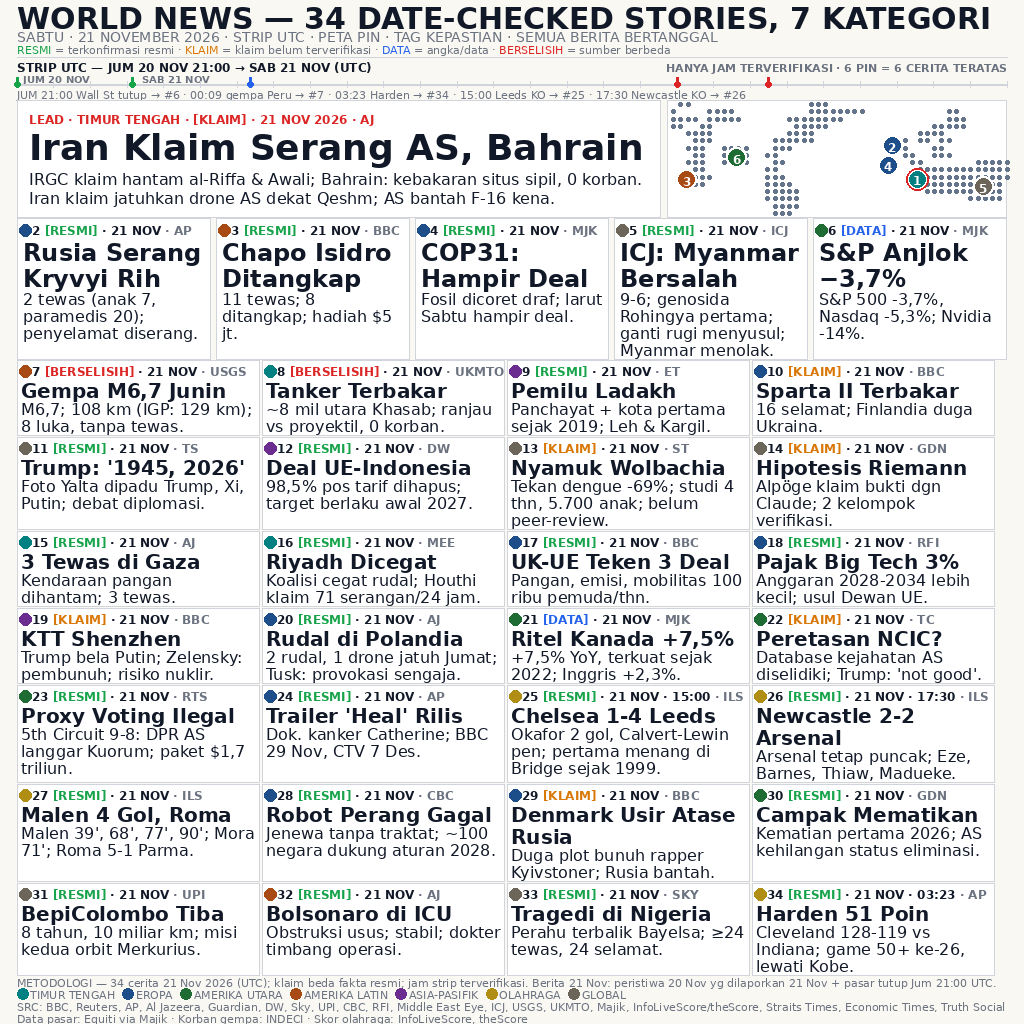 WORLD NEWS — 34 DATE-CHECKED STORIES, 7 KATEGORI
SABTU · 21 NOVEMBER 2026 · STRIP UTC · PETA PIN · TAG KEPASTIAN · SEMUA BERITA BERTANGGAL
RESMI = terkonfirmasi resmi · KLAIM = klaim belum terverifikasi · DATA = angka/data · BERSELISIH = sumber berbeda
STRIP UTC — JUM 20 NOV 21:00 → SAB 21 NOV (UTC)
HANYA JAM TERVERIFIKASI · 6 PIN = 6 CERITA TERATAS
JUM 20 NOV
SAB 21 NOV
JUM 21:00 Wall St tutup → #6 · 00:09 gempa Peru → #7 · 03:23 Harden → #34 · 15:00 Leeds KO → #25 · 17:30 Newcastle KO → #26
LEAD · TIMUR TENGAH · [KLAIM] · 21 NOV 2026 · AJ
Iran Klaim Serang AS, Bahrain
IRGC klaim hantam al-Riffa & Awali; Bahrain: kebakaran situs sipil, 0 korban.
Iran klaim jatuhkan drone AS dekat Qeshm; AS bantah F-16 kena.
1
2
3
4
5
6
2 [RESMI] · 21 NOV · AP
Rusia Serang
Kryvyi Rih
2 tewas (anak 7,
paramedis 20);
penyelamat diserang.
3 [RESMI] · 21 NOV · BBC
Chapo Isidro
Ditangkap
11 tewas; 8
ditangkap; hadiah $5
jt.
4 [RESMI] · 21 NOV · MJK
COP31:
Hampir Deal
Fosil dicoret draf; larut
Sabtu hampir deal.
5 [RESMI] · 21 NOV · ICJ
ICJ: Myanmar
Bersalah
9-6; genosida
Rohingya pertama;
ganti rugi menyusul;
Myanmar menolak.
6 [DATA] · 21 NOV · MJK
S&P Anjlok
−3,7%
S&P 500 -3,7%,
Nasdaq -5,3%; Nvidia
-14%.
7 [BERSELISIH] · 21 NOV · USGS
Gempa M6,7 Junin
M6,7; 108 km (IGP: 129 km);
8 luka, tanpa tewas.
8 [BERSELISIH] · 21 NOV · UKMTO
Tanker Terbakar
~8 mil utara Khasab; ranjau
vs proyektil, 0 korban.
9 [RESMI] · 21 NOV · ET
Pemilu Ladakh
Panchayat + kota pertama
sejak 2019; Leh & Kargil.
10 [KLAIM] · 21 NOV · BBC
Sparta II Terbakar
16 selamat; Finlandia duga
Ukraina.
11 [RESMI] · 21 NOV · TS
Trump: '1945, 2026'
Foto Yalta dipadu Trump, Xi,
Putin; debat diplomasi.
12 [RESMI] · 21 NOV · DW
Deal UE-Indonesia
98,5% pos tarif dihapus;
target berlaku awal 2027.
13 [KLAIM] · 21 NOV · ST
Nyamuk Wolbachia
Tekan dengue -69%; studi 4
thn, 5.700 anak; belum
peer-review.
14 [KLAIM] · 21 NOV · GDN
Hipotesis Riemann
Alpöge klaim bukti dgn
Claude; 2 kelompok
verifikasi.
15 [RESMI] · 21 NOV · AJ
3 Tewas di Gaza
Kendaraan pangan
dihantam; 3 tewas.
16 [RESMI] · 21 NOV · MEE
Riyadh Dicegat
Koalisi cegat rudal; Houthi
klaim 71 serangan/24 jam.
17 [RESMI] · 21 NOV · BBC
UK-UE Teken 3 Deal
Pangan, emisi, mobilitas 100
ribu pemuda/thn.
18 [RESMI] · 21 NOV · RFI
Pajak Big Tech 3%
Anggaran 2028-2034 lebih
kecil; usul Dewan UE.
19 [KLAIM] · 21 NOV · BBC
KTT Shenzhen
Trump bela Putin; Zelensky:
pembunuh; risiko nuklir.
20 [RESMI] · 21 NOV · AJ
Rudal di Polandia
2 rudal, 1 drone jatuh Jumat;
Tusk: provokasi sengaja.
21 [DATA] · 21 NOV · MJK
Ritel Kanada +7,5%
+7,5% YoY, terkuat sejak
2022; Inggris +2,3%.
22 [KLAIM] · 21 NOV · TC
Peretasan NCIC?
Database kejahatan AS
diselidiki; Trump: 'not good'.
23 [RESMI] · 21 NOV · RTS
Proxy Voting Ilegal
5th Circuit 9-8: DPR AS
langgar Kuorum; paket $1,7
triliun.
24 [RESMI] · 21 NOV · AP
Trailer 'Heal' Rilis
Dok. kanker Catherine; BBC
29 Nov, CTV 7 Des.
25 [RESMI] · 21 NOV · 15:00 · ILS
Chelsea 1-4 Leeds
Okafor 2 gol, Calvert-Lewin
pen; pertama menang di
Bridge sejak 1999.
26 [RESMI] · 21 NOV · 17:30 · ILS
Newcastle 2-2
Arsenal
Arsenal tetap puncak; Eze,
Barnes, Thiaw, Madueke.
27 [RESMI] · 21 NOV · ILS
Malen 4 Gol, Roma
Malen 39', 68', 77', 90'; Mora
71'; Roma 5-1 Parma.
28 [RESMI] · 21 NOV · CBC
Robot Perang Gagal
Jenewa tanpa traktat; ~100
negara dukung aturan 2028.
29 [KLAIM] · 21 NOV · BBC
Denmark Usir Atase
Rusia
Duga plot bunuh rapper
Kyivstoner; Rusia bantah.
30 [RESMI] · 21 NOV · GDN
Campak Mematikan
Kematian pertama 2026; AS
kehilangan status eliminasi.
31 [RESMI] · 21 NOV · UPI
BepiColombo Tiba
8 tahun, 10 miliar km; misi
kedua orbit Merkurius.
32 [RESMI] · 21 NOV · AJ
Bolsonaro di ICU
Obstruksi usus; stabil; dokter
timbang operasi.
33 [RESMI] · 21 NOV · SKY
Tragedi di Nigeria
Perahu terbalik Bayelsa; ≥24
tewas, 24 selamat.
34 [RESMI] · 21 NOV · 03:23 · AP
Harden 51 Poin
Cleveland 128-119 vs
Indiana; game 50+ ke-26,
lewati Kobe.
METODOLOGI — 34 cerita 21 Nov 2026 (UTC); klaim beda fakta resmi; jam strip terverifikasi. Berita 21 Nov: peristiwa 20 Nov yg dilaporkan 21 Nov + pasar tutup Jum 21:00 UTC.
TIMUR TENGAH EROPA AMERIKA UTARA AMERIKA LATIN ASIA-PASIFIK OLAHRAGA GLOBAL
SRC: BBC, Reuters, AP, Al Jazeera, Guardian, DW, Sky, UPI, CBC, RFI, Middle East Eye, ICJ, USGS, UKMTO, Majik, InfoLiveScore/theScore, Straits Times, Economic Times, Truth Social
Data pasar: Equiti via Majik · Korban gempa: INDECI · Skor olahraga: InfoLiveScore, theScore